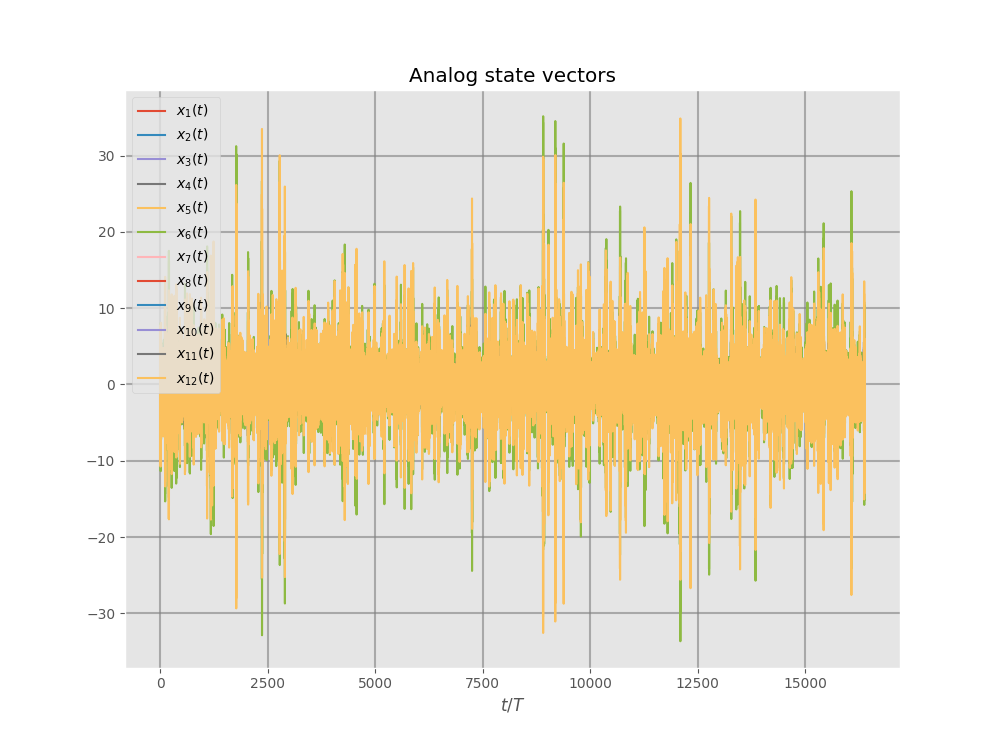 Analog state vectors
x₁(t)
x₂(t)
x₃(t)
x₄(t)
x₅(t)
x₆(t)
x₇(t)
x₈(t)
x₉(t)
x₁₀(t)
x₁₁(t)
x₁₂(t)
30
20
10
0
−10
−20
−30
0 2500 5000 7500 10000 12500 15000
t/T